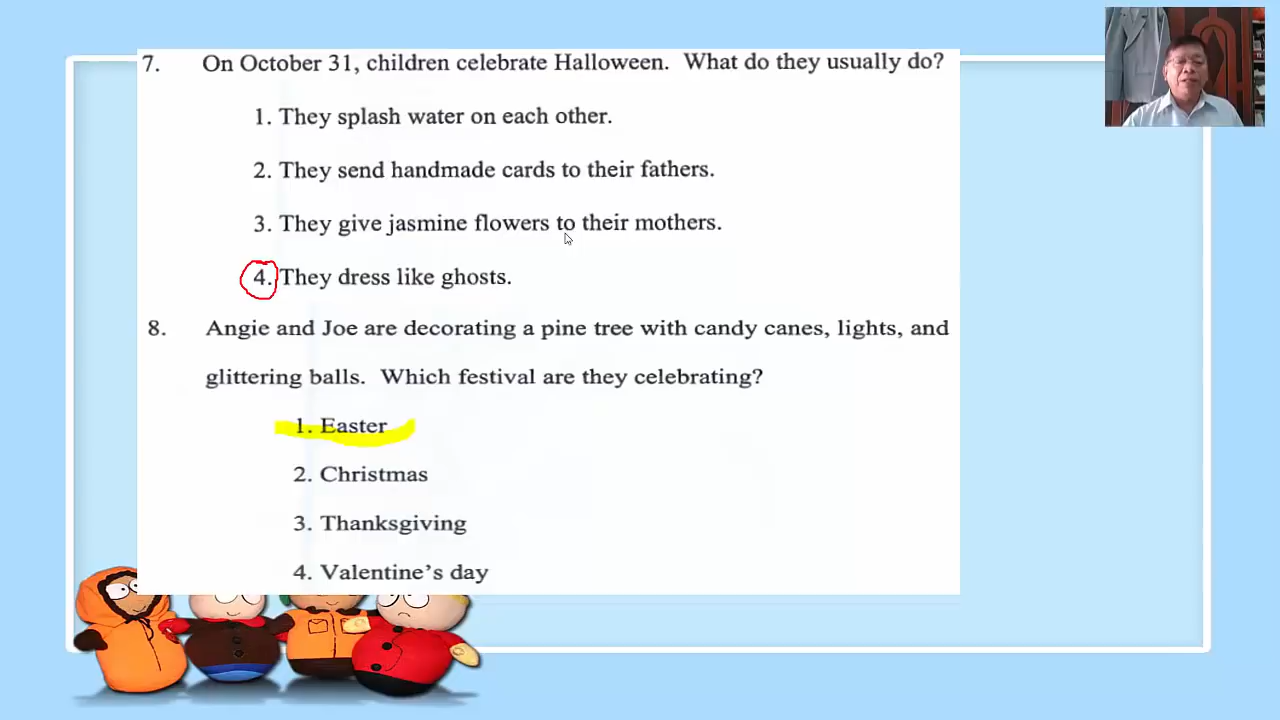 7. On October 31, children celebrate Halloween. What do they usually do?
1. They splash water on each other.
2. They send handmade cards to their fathers.
3. They give jasmine flowers to their mothers.
4. They dress like ghosts.
8. Angie and Joe are decorating a pine tree with candy canes, lights, and
glittering balls. Which festival are they celebrating?
1. Easter
2. Christmas
3. Thanksgiving
4. Valentine's day